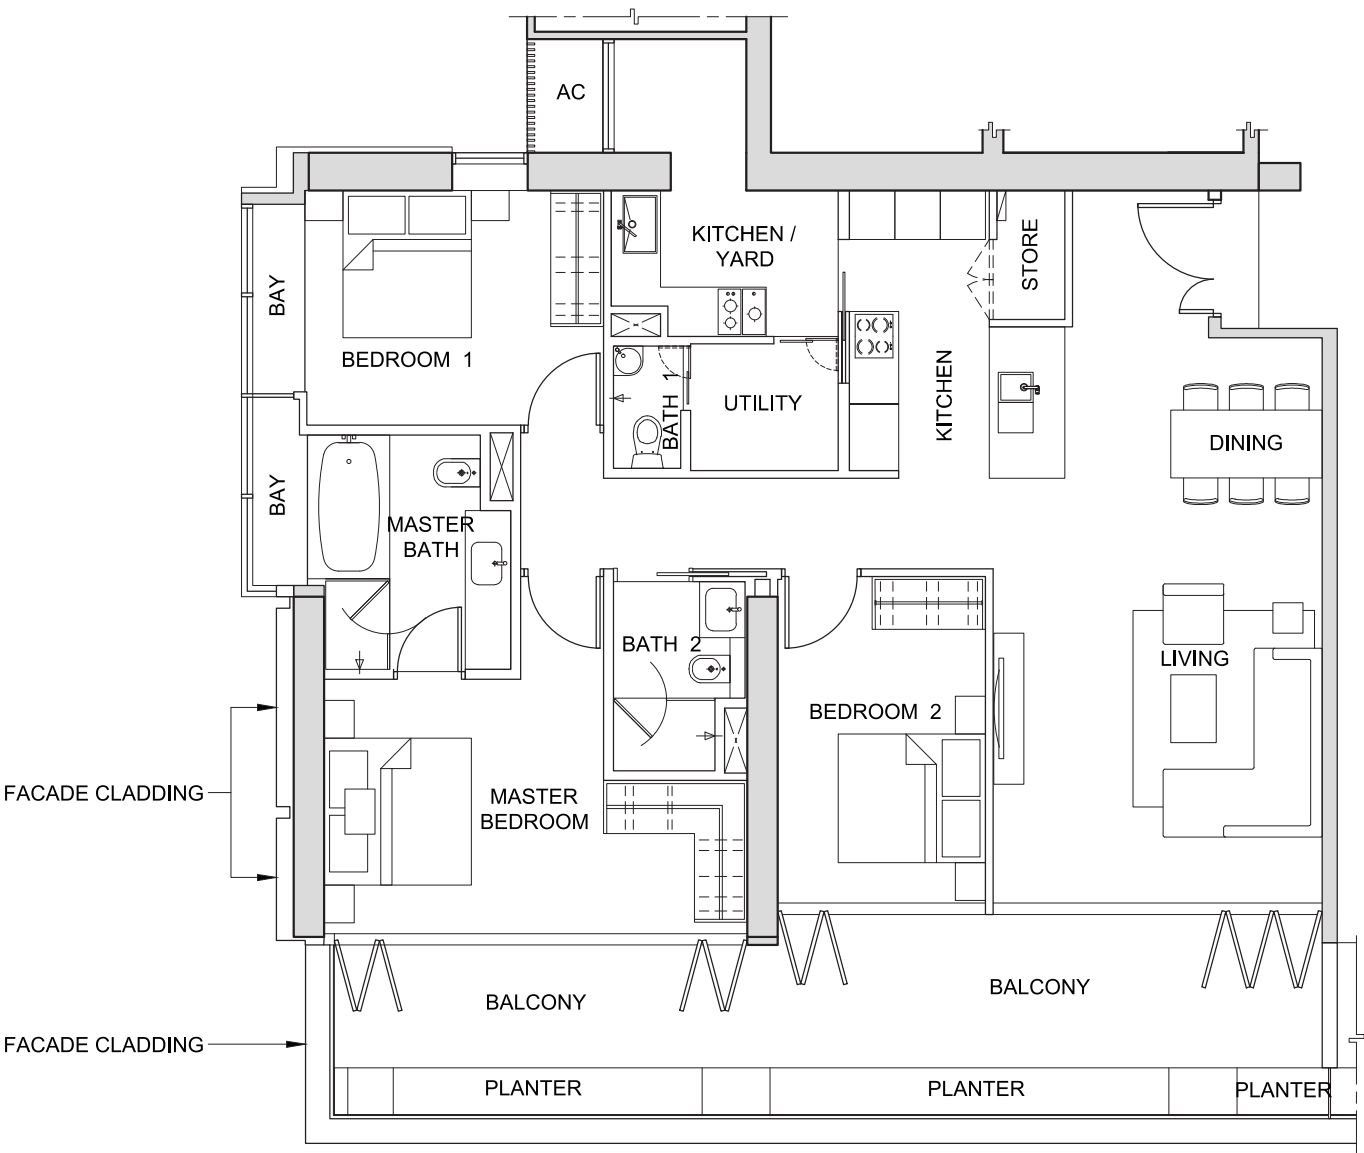 AC
KITCHEN /
YARD
STORE
BAY
BEDROOM 1
BATH 1
UTILITY
KITCHEN
DINING
BAY
MASTER
BATH
BATH 2
LIVING
BEDROOM 2
FACADE CLADDING
MASTER
BEDROOM
BALCONY
BALCONY
FACADE CLADDING
PLANTER
PLANTER
PLANTER